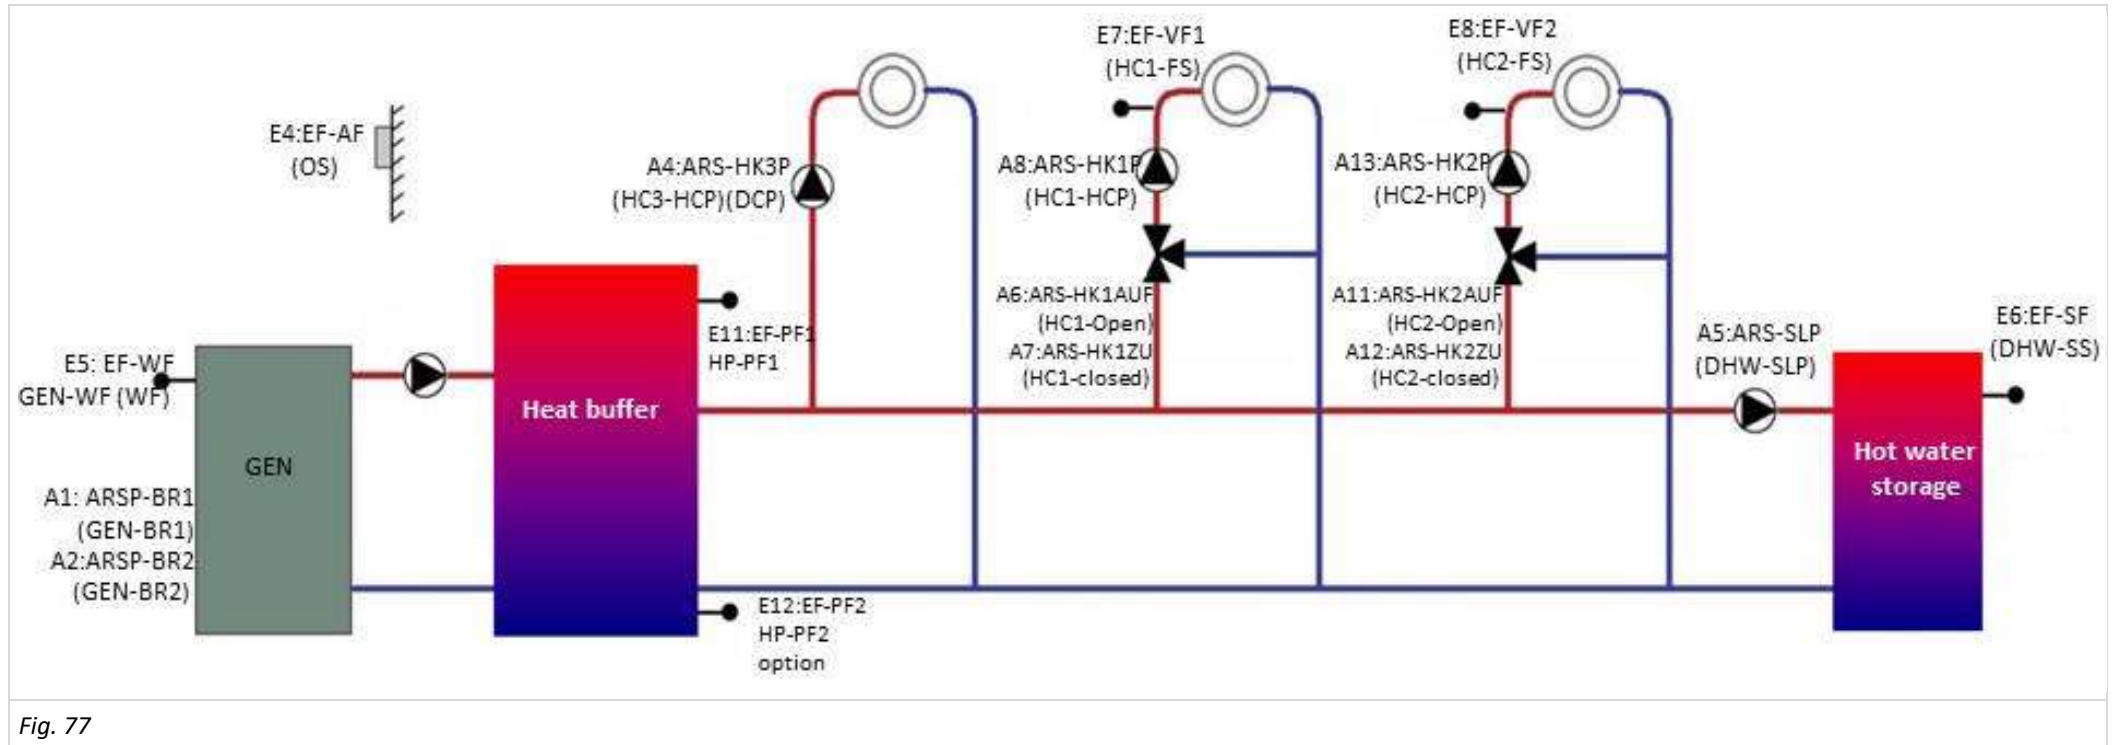 E4:EF-AF
(OS)
E5: EF-WF
GEN-WF (WF)
GEN
A1: ARSP-BR1
(GEN-BR1)
A2:ARSP-BR2
(GEN-BR2)
Heat buffer
E11:EF-PF1
HP-PF1
E12:EF-PF2
HP-PF2
option
A4:ARS-HK3P
(HC3-HCP)(DCP)
E7:EF-VF1
(HC1-FS)
A8:ARS-HK1P
(HC1-HCP)
A6:ARS-HK1AUF
(HC1-Open)
A7:ARS-HK1ZU
(HC1-closed)
E8:EF-VF2
(HC2-FS)
A13:ARS-HK2P
(HC2-HCP)
A11:ARS-HK2AUF
(HC2-Open)
A12:ARS-HK2ZU
(HC2-closed)
A5:ARS-SLP
(DHW-SLP)
E6:EF-SF
(DHW-SS)
Hot water
storage
Fig. 77